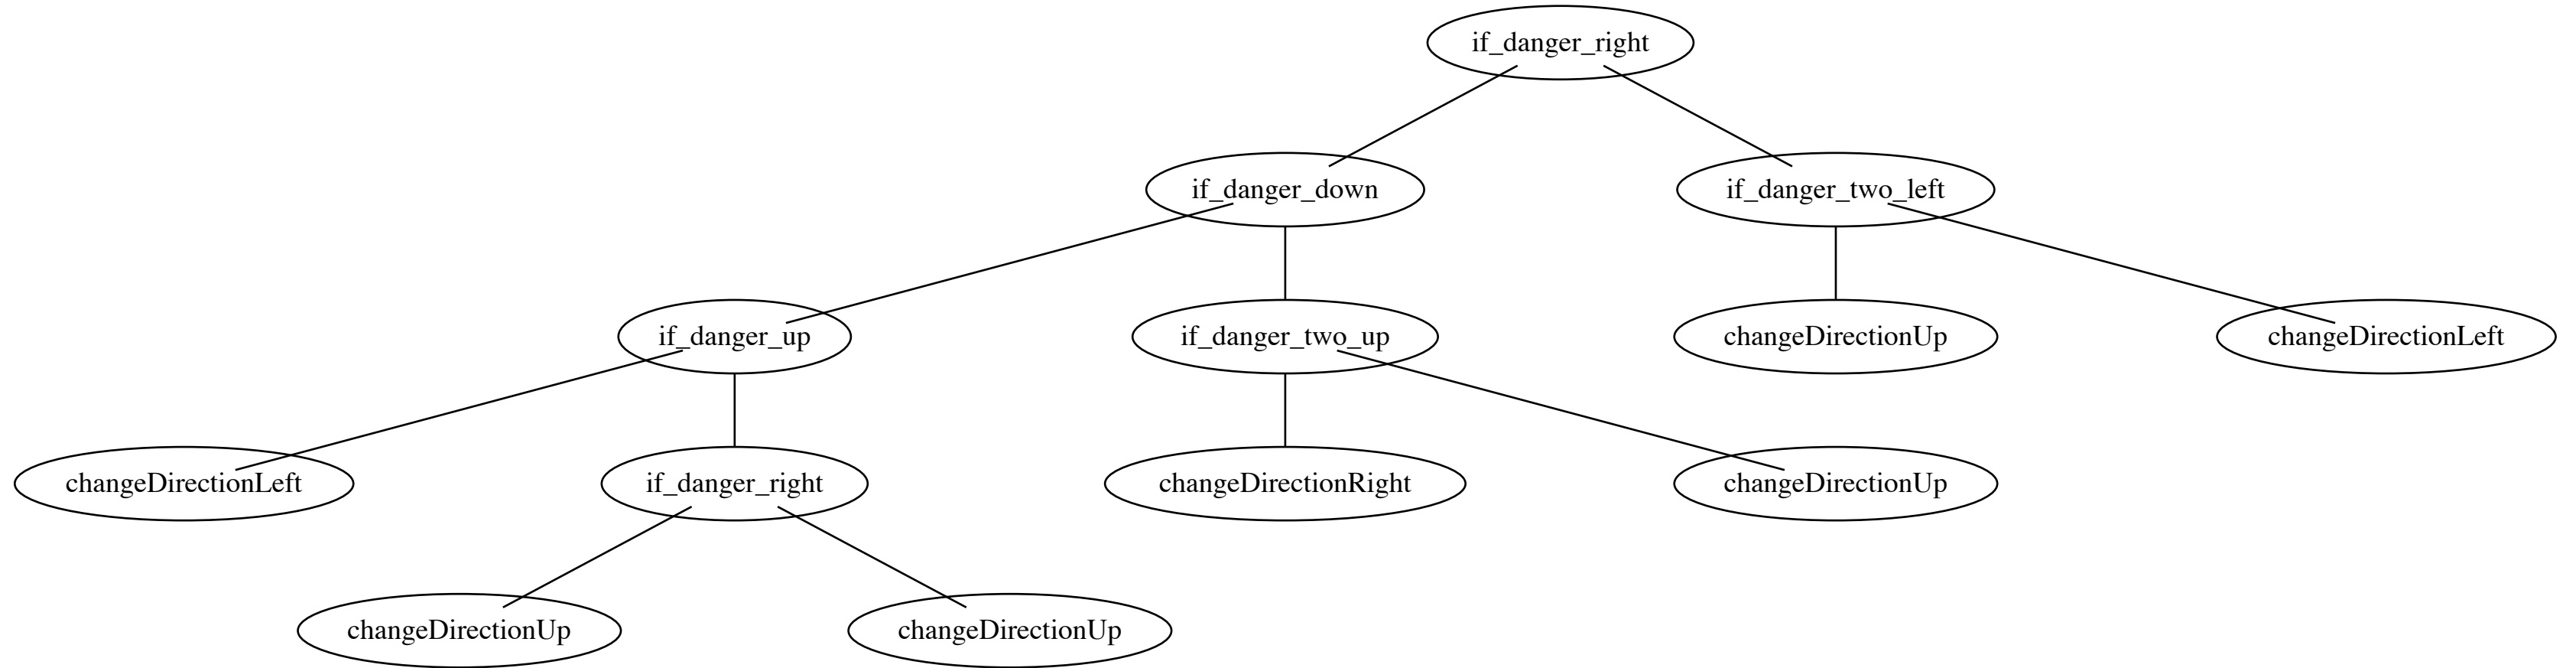 if_danger_right
if_danger_down
if_danger_two_left
if_danger_up
if_danger_two_up
changeDirectionUp
changeDirectionLeft
changeDirectionLeft
if_danger_right
changeDirectionRight
changeDirectionUp
changeDirectionUp
changeDirectionUp